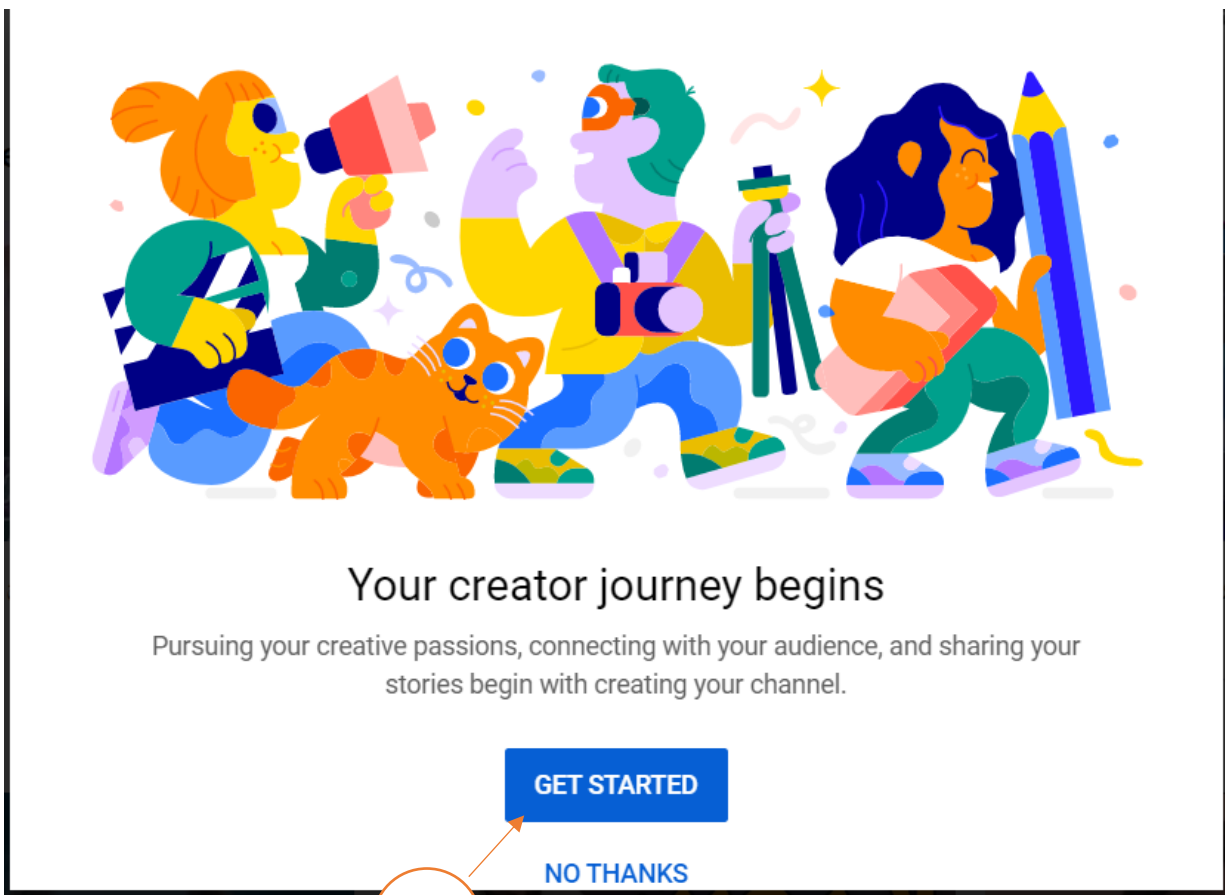 Your creator journey begins
Pursuing your creative passions, connecting with your audience, and sharing your
stories begin with creating your channel.
GET STARTED
NO THANKS